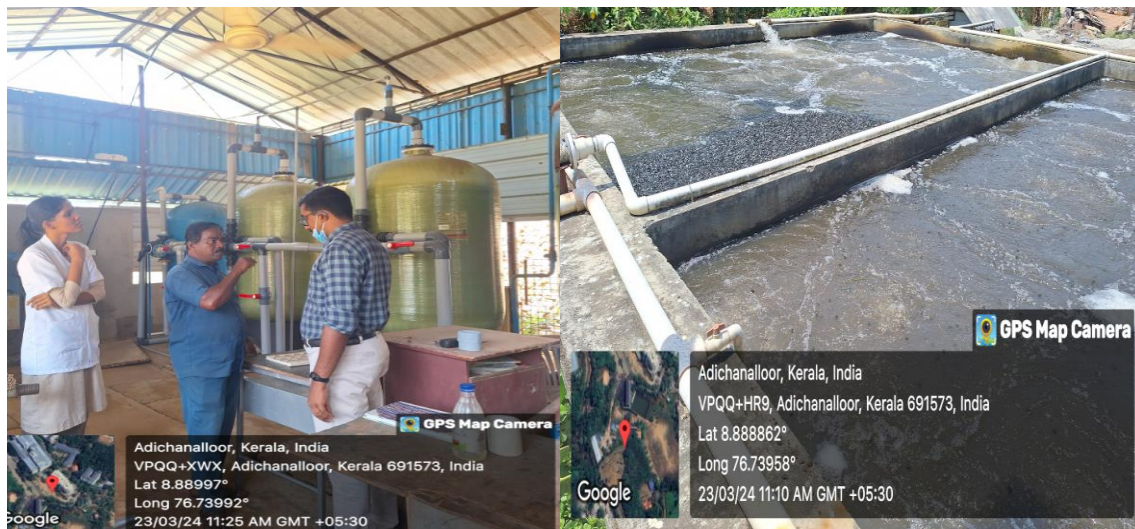 GPS Map Camera
Adichanalloor, Kerala, India
VPQQ+XWX, Adichanalloor, Kerala 691573, India
Lat 8.88997°
Long 76.73992°
23/03/24 11:25 AM GMT +05:30
Google
GPS Map Camera
Adichanalloor, Kerala, India
VPQQ+HR9, Adichanalloor, Kerala 691573, India
Lat 8.888862°
Long 76.73958°
23/03/24 11:10 AM GMT +05:30
Google